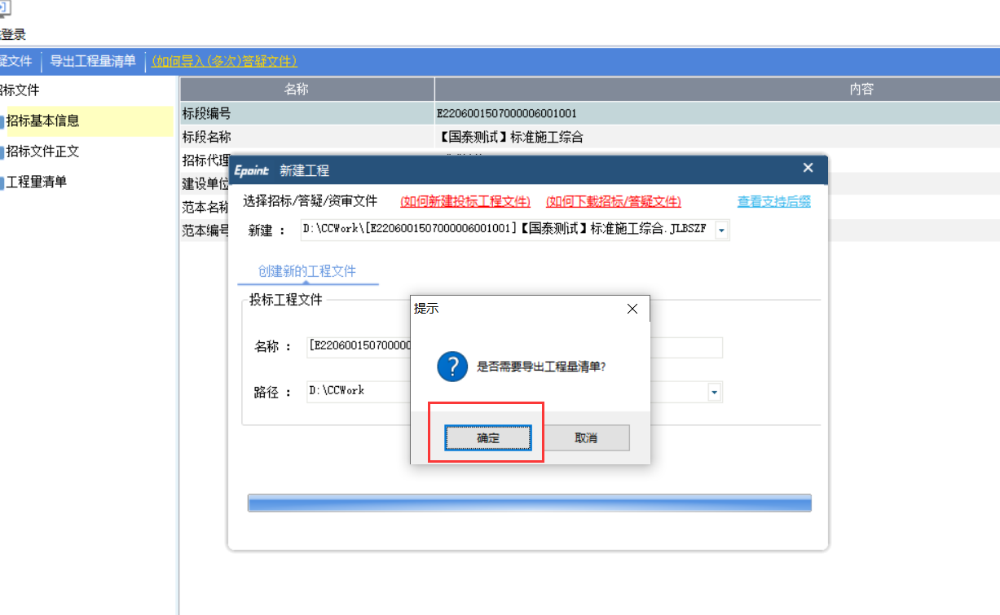 登录
疑文件 导出工程量清单 (如何导入(多次)答疑文件)
招标文件
招标基本信息
招标文件正文
工程量清单
名称 内容
标段编号 E2206001507000006001001
标段名称 【国泰测试】标准施工综合
招标代理
建设单位
范本名称
范本编号
Epoint 新建工程
选择招标/答疑/资审文件 (如何新建投标工程文件) (如何下载招标/答疑文件) 查看支持后缀
新建 : D:\CCWork\[E2206001507000006001001]【国泰测试】标准施工综合.JLBSZF
创建新的工程文件
投标工程文件
名称 : [E220600150700000
路径 : D:\CCWork
提示
是否需要导出工程量清单?
确定 取消